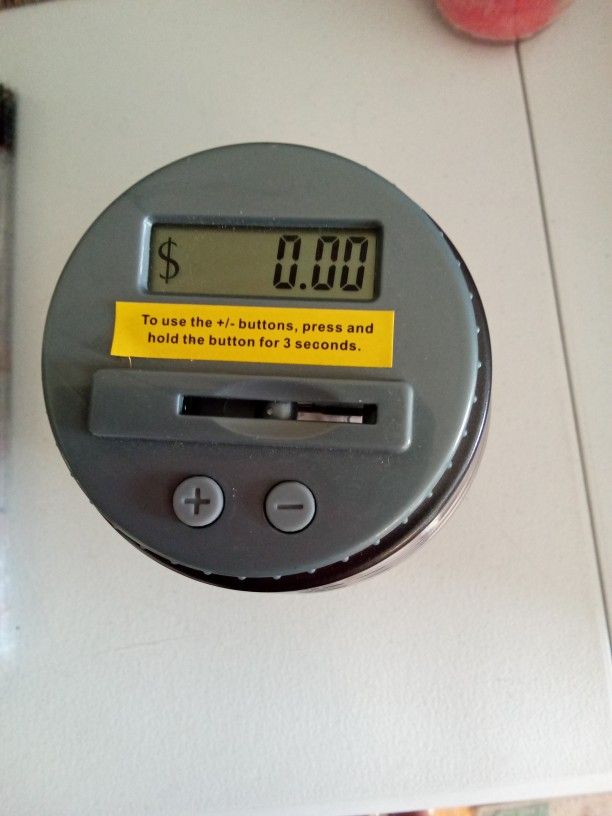 $ 0.00
To use the +/- buttons, press and
hold the button for 3 seconds.
+ −